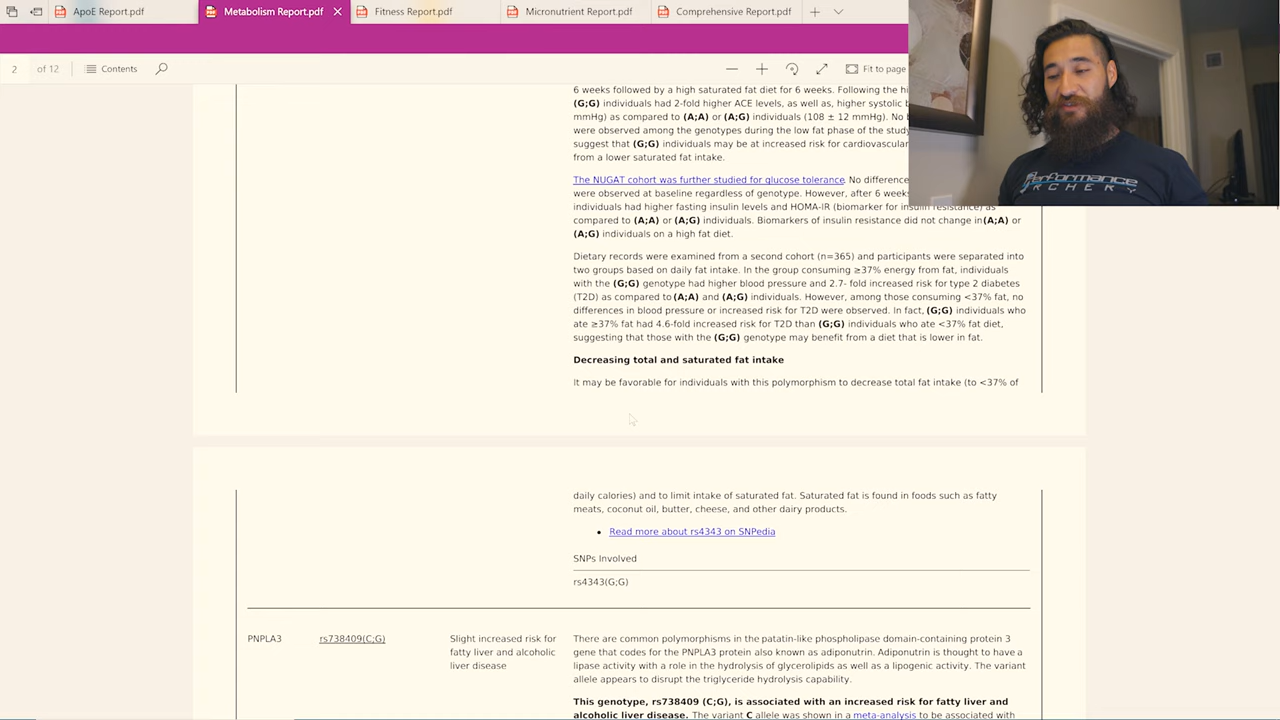 ApoE Report.pdf
Metabolism Report.pdf
Fitness Report.pdf
Micronutrient Report.pdf
Comprehensive Report.pdf
2 of 12
Contents
Fit to page
6 weeks followed by a high saturated fat diet for 6 weeks. Following the hi
(G;G) individuals had 2-fold higher ACE levels, as well as, higher systolic b
mmHg) as compared to (A;A) or (A;G) individuals (108 ± 12 mmHg). No b
were observed among the genotypes during the low fat phase of the study
suggest that (G;G) individuals may be at increased risk for cardiovascular
from a lower saturated fat intake.
The NUGAT cohort was further studied for glucose tolerance. No difference
were observed at baseline regardless of genotype. However, after 6 weeks
individuals had higher fasting insulin levels and HOMA-IR (biomarker for insulin resistance) as
compared to (A;A) or (A;G) individuals. Biomarkers of insulin resistance did not change in (A;A) or
(A;G) individuals on a high fat diet.
Dietary records were examined from a second cohort (n=365) and participants were separated into
two groups based on daily fat intake. In the group consuming ≥37% energy from fat, individuals
with the (G;G) genotype had higher blood pressure and 2.7- fold increased risk for type 2 diabetes
(T2D) as compared to (A;A) and (A;G) individuals. However, among those consuming <37% fat, no
differences in blood pressure or increased risk for T2D were observed. In fact, (G;G) individuals who
ate ≥37% fat had 4.6-fold increased risk for T2D than (G;G) individuals who ate <37% fat diet,
suggesting that those with the (G;G) genotype may benefit from a diet that is lower in fat.
Decreasing total and saturated fat intake
It may be favorable for individuals with this polymorphism to decrease total fat intake (to <37% of
daily calories) and to limit intake of saturated fat. Saturated fat is found in foods such as fatty
meats, coconut oil, butter, cheese, and other dairy products.
• Read more about rs4343 on SNPedia
SNPs Involved
rs4343(G;G)
PNPLA3
rs738409(C;G)
Slight increased risk for
fatty liver and alcoholic
liver disease
There are common polymorphisms in the patatin-like phospholipase domain-containing protein 3
gene that codes for the PNPLA3 protein also known as adiponutrin. Adiponutrin is thought to have a
lipase activity with a role in the hydrolysis of glycerolipids as well as a lipogenic activity. The variant
allele appears to disrupt the triglyceride hydrolysis capability.
This genotype, rs738409 (C;G), is associated with an increased risk for fatty liver and
alcoholic liver disease. The variant C allele was shown in a meta-analysis to be associated with
Performance
ARCHERY